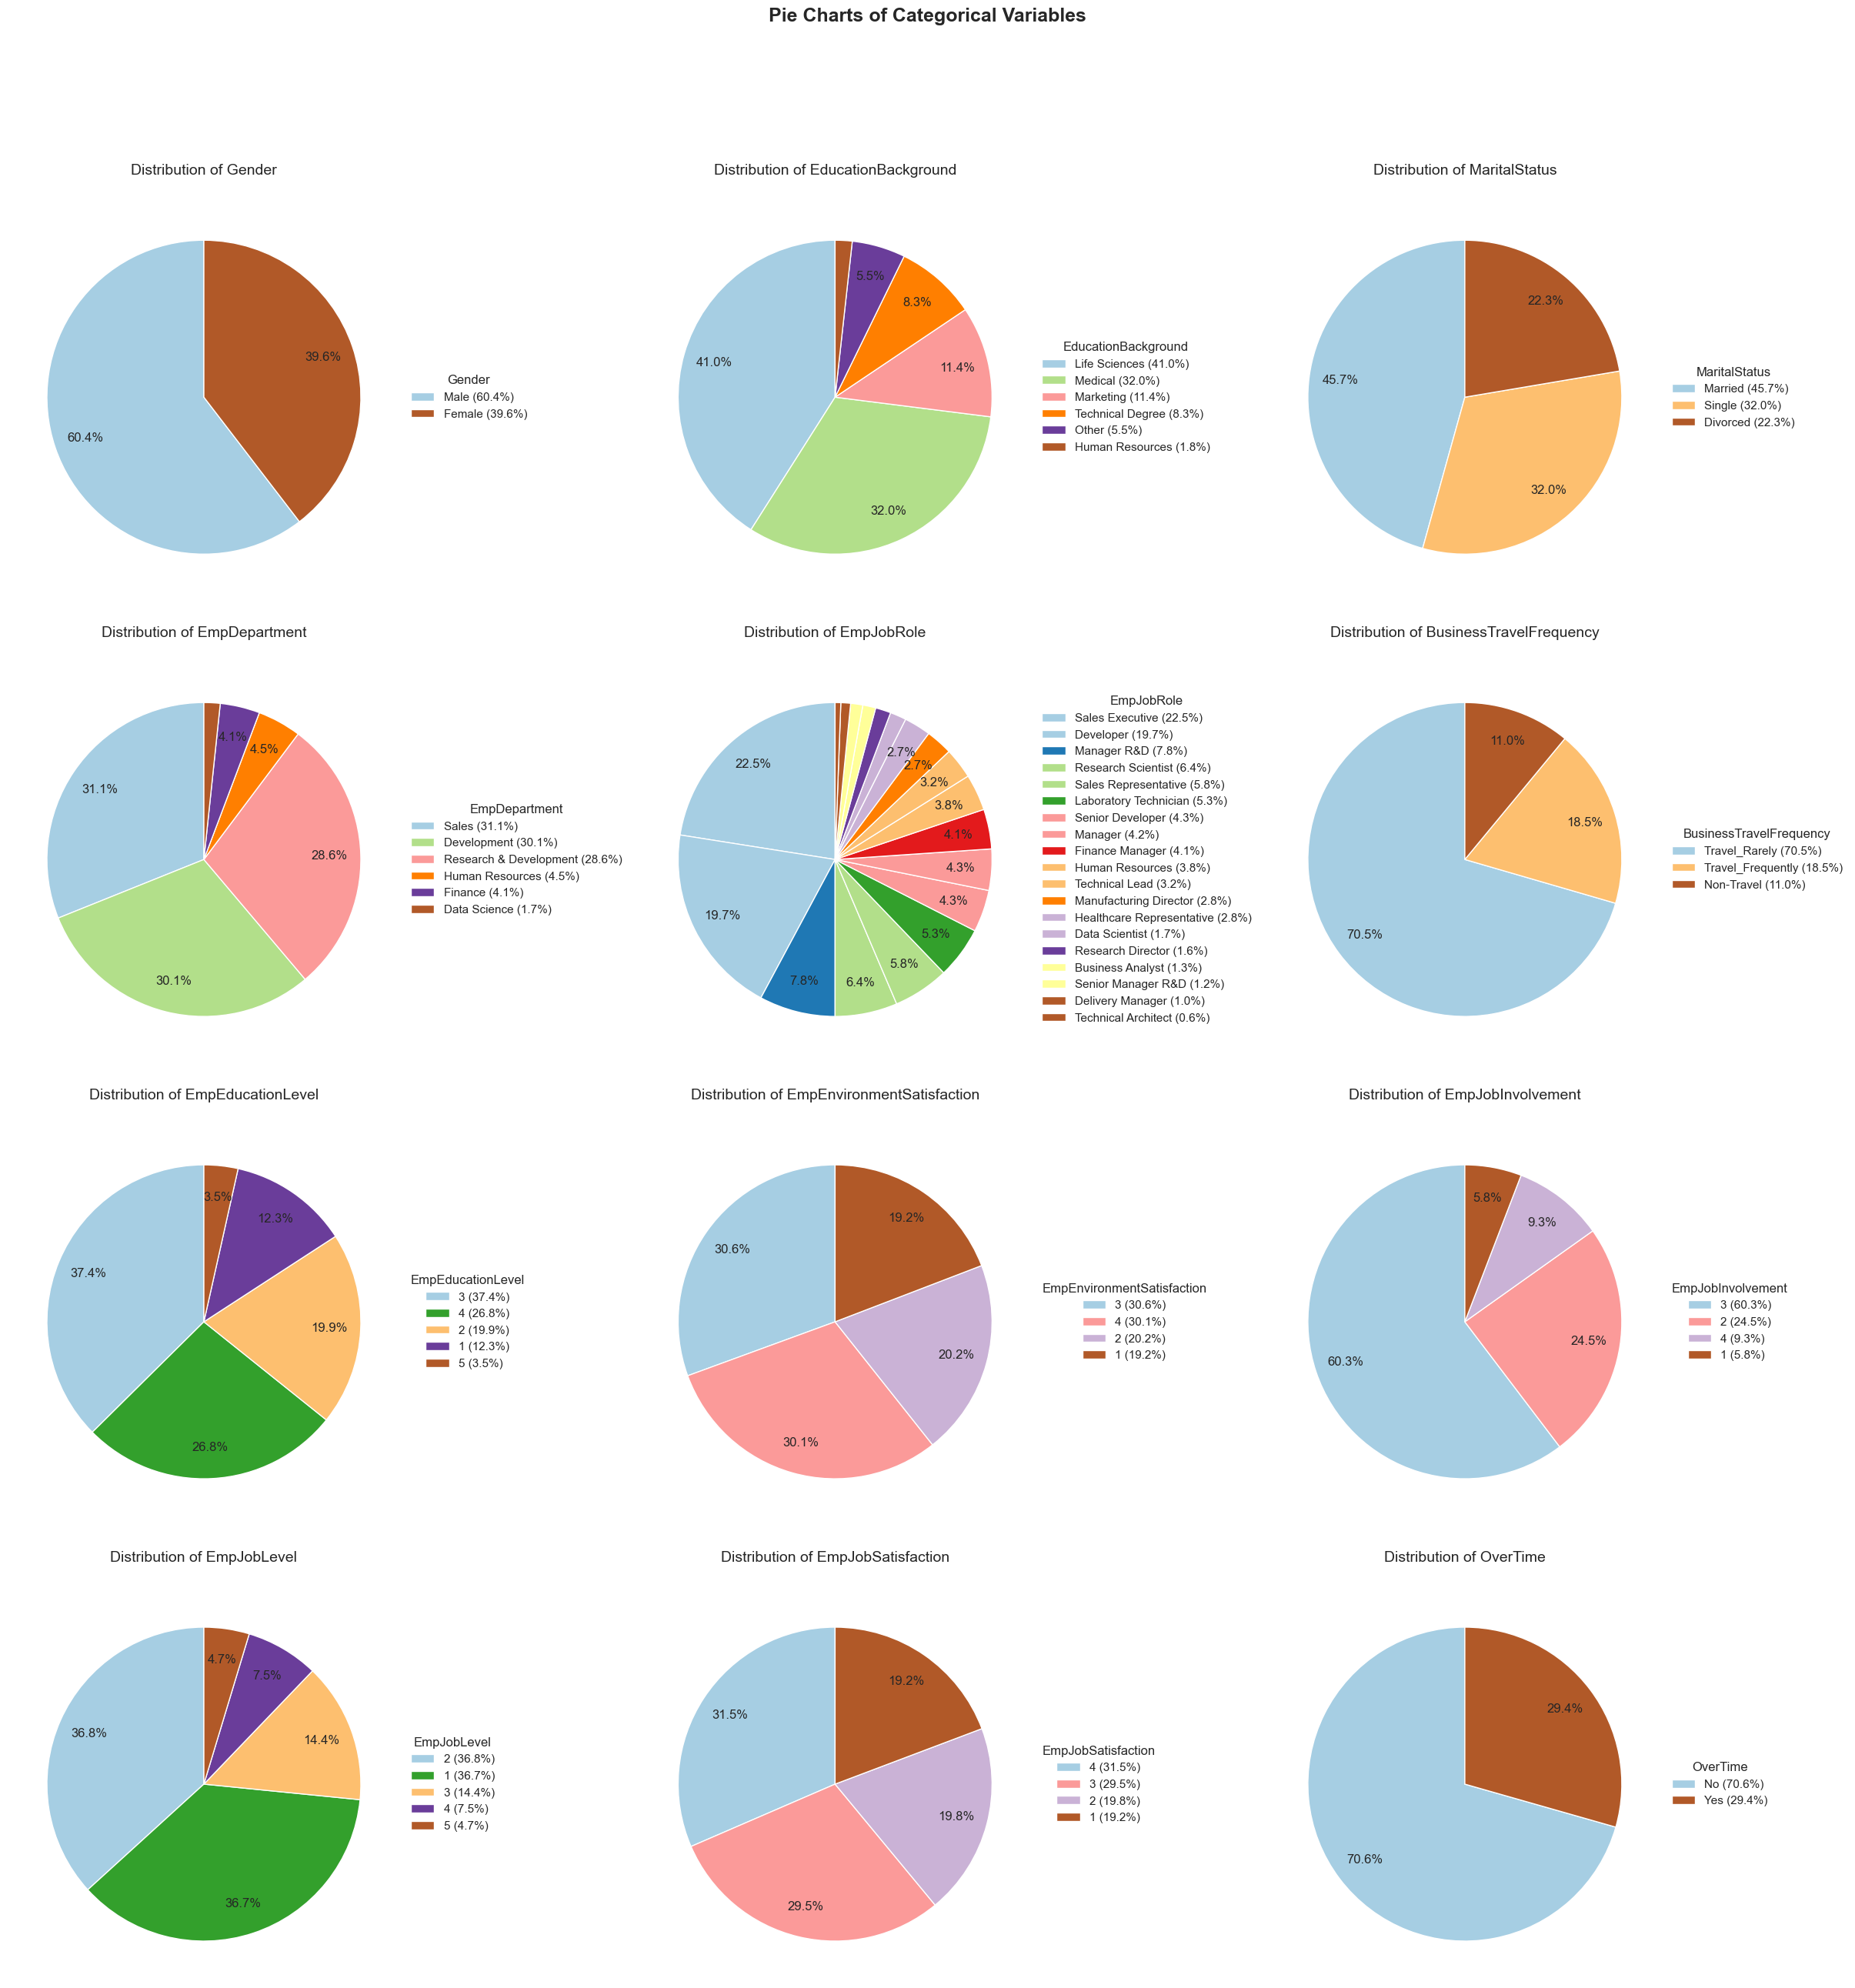 Pie Charts of Categorical Variables
Distribution of Gender
39.6%
60.4%
Gender
Male (60.4%)
Female (39.6%)
Distribution of EducationBackground
5.5%
8.3%
11.4%
41.0%
32.0%
EducationBackground
Life Sciences (41.0%)
Medical (32.0%)
Marketing (11.4%)
Technical Degree (8.3%)
Other (5.5%)
Human Resources (1.8%)
Distribution of MaritalStatus
22.3%
45.7%
32.0%
MaritalStatus
Married (45.7%)
Single (32.0%)
Divorced (22.3%)
Distribution of EmpDepartment
4.1%
4.5%
31.1%
28.6%
30.1%
EmpDepartment
Sales (31.1%)
Development (30.1%)
Research & Development (28.6%)
Human Resources (4.5%)
Finance (4.1%)
Data Science (1.7%)
Distribution of EmpJobRole
22.5%
2.7%
2.7%
3.2%
3.8%
4.1%
4.3%
4.3%
19.7%
5.3%
5.8%
7.8%
6.4%
EmpJobRole
Sales Executive (22.5%)
Developer (19.7%)
Manager R&D (7.8%)
Research Scientist (6.4%)
Sales Representative (5.8%)
Laboratory Technician (5.3%)
Senior Developer (4.3%)
Manager (4.2%)
Finance Manager (4.1%)
Human Resources (3.8%)
Technical Lead (3.2%)
Manufacturing Director (2.8%)
Healthcare Representative (2.8%)
Data Scientist (1.7%)
Research Director (1.6%)
Business Analyst (1.3%)
Senior Manager R&D (1.2%)
Delivery Manager (1.0%)
Technical Architect (0.6%)
Distribution of BusinessTravelFrequency
11.0%
18.5%
70.5%
BusinessTravelFrequency
Travel_Rarely (70.5%)
Travel_Frequently (18.5%)
Non-Travel (11.0%)
Distribution of EmpEducationLevel
3.5%
12.3%
37.4%
19.9%
26.8%
EmpEducationLevel
3 (37.4%)
4 (26.8%)
2 (19.9%)
1 (12.3%)
5 (3.5%)
Distribution of EmpEnvironmentSatisfaction
19.2%
30.6%
20.2%
30.1%
EmpEnvironmentSatisfaction
3 (30.6%)
4 (30.1%)
2 (20.2%)
1 (19.2%)
Distribution of EmpJobInvolvement
5.8%
9.3%
24.5%
60.3%
EmpJobInvolvement
3 (60.3%)
2 (24.5%)
4 (9.3%)
1 (5.8%)
Distribution of EmpJobLevel
4.7%
7.5%
36.8%
14.4%
36.7%
EmpJobLevel
2 (36.8%)
1 (36.7%)
3 (14.4%)
4 (7.5%)
5 (4.7%)
Distribution of EmpJobSatisfaction
19.2%
31.5%
19.8%
29.5%
EmpJobSatisfaction
4 (31.5%)
3 (29.5%)
2 (19.8%)
1 (19.2%)
Distribution of OverTime
29.4%
70.6%
OverTime
No (70.6%)
Yes (29.4%)